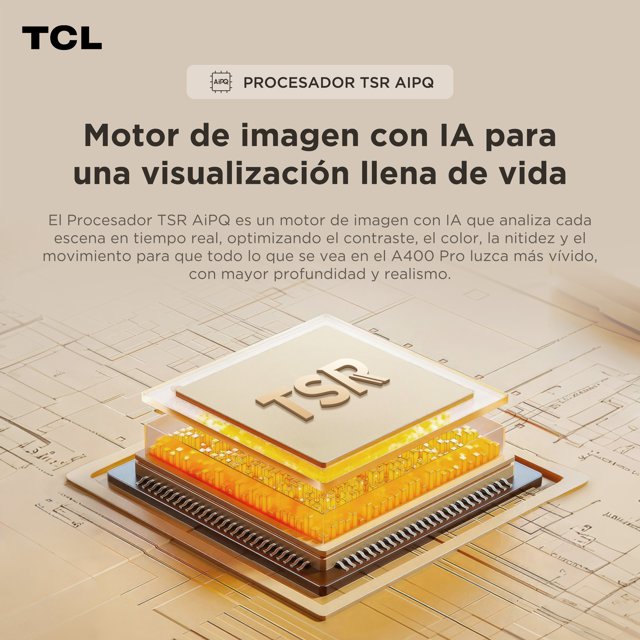 TCL
AiPQ
PROCESADOR TSR AIPQ
Motor de imagen con IA para
una visualización llena de vida
El Procesador TSR AiPQ es un motor de imagen con IA que analiza cada
escena en tiempo real, optimizando el contraste, el color, la nitidez y el
movimiento para que todo lo que se vea en el A400 Pro luzca más vívido,
con mayor profundidad y realismo.
TSR